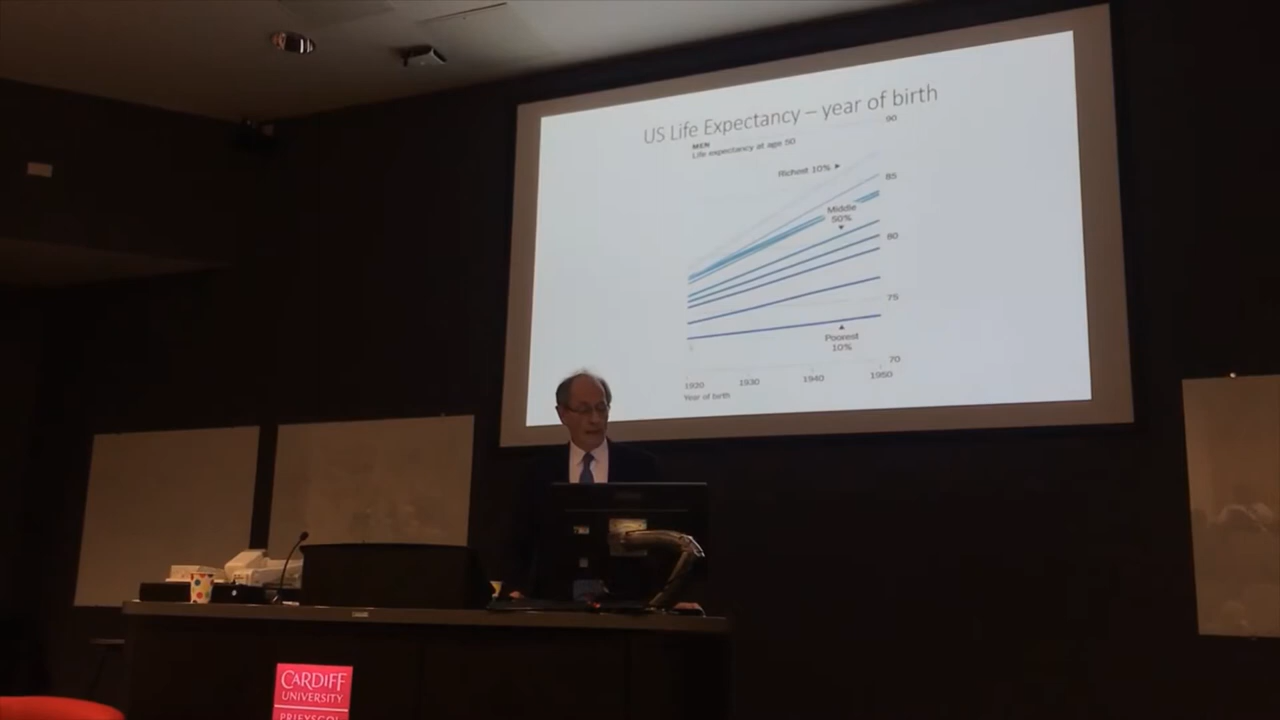 US Life Expectancy – year of birth
MEN
Life expectancy at age 50
90
Richest 10%
85
Middle
50%
80
75
Poorest
10%
70
1920 1930 1940 1950
Year of birth
CARDIFF
UNIVERSITY
PRIFYSGOL